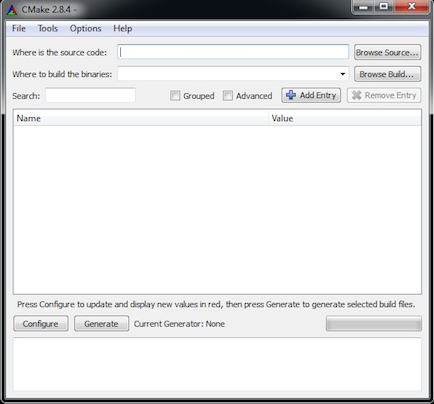 CMake 2.8.4 -
File Tools Options Help
Where is the source code: Browse Source...
Where to build the binaries: Browse Build...
Search: Grouped Advanced Add Entry Remove Entry
Name Value
Press Configure to update and display new values in red, then press Generate to generate selected build files.
Configure Generate Current Generator: None